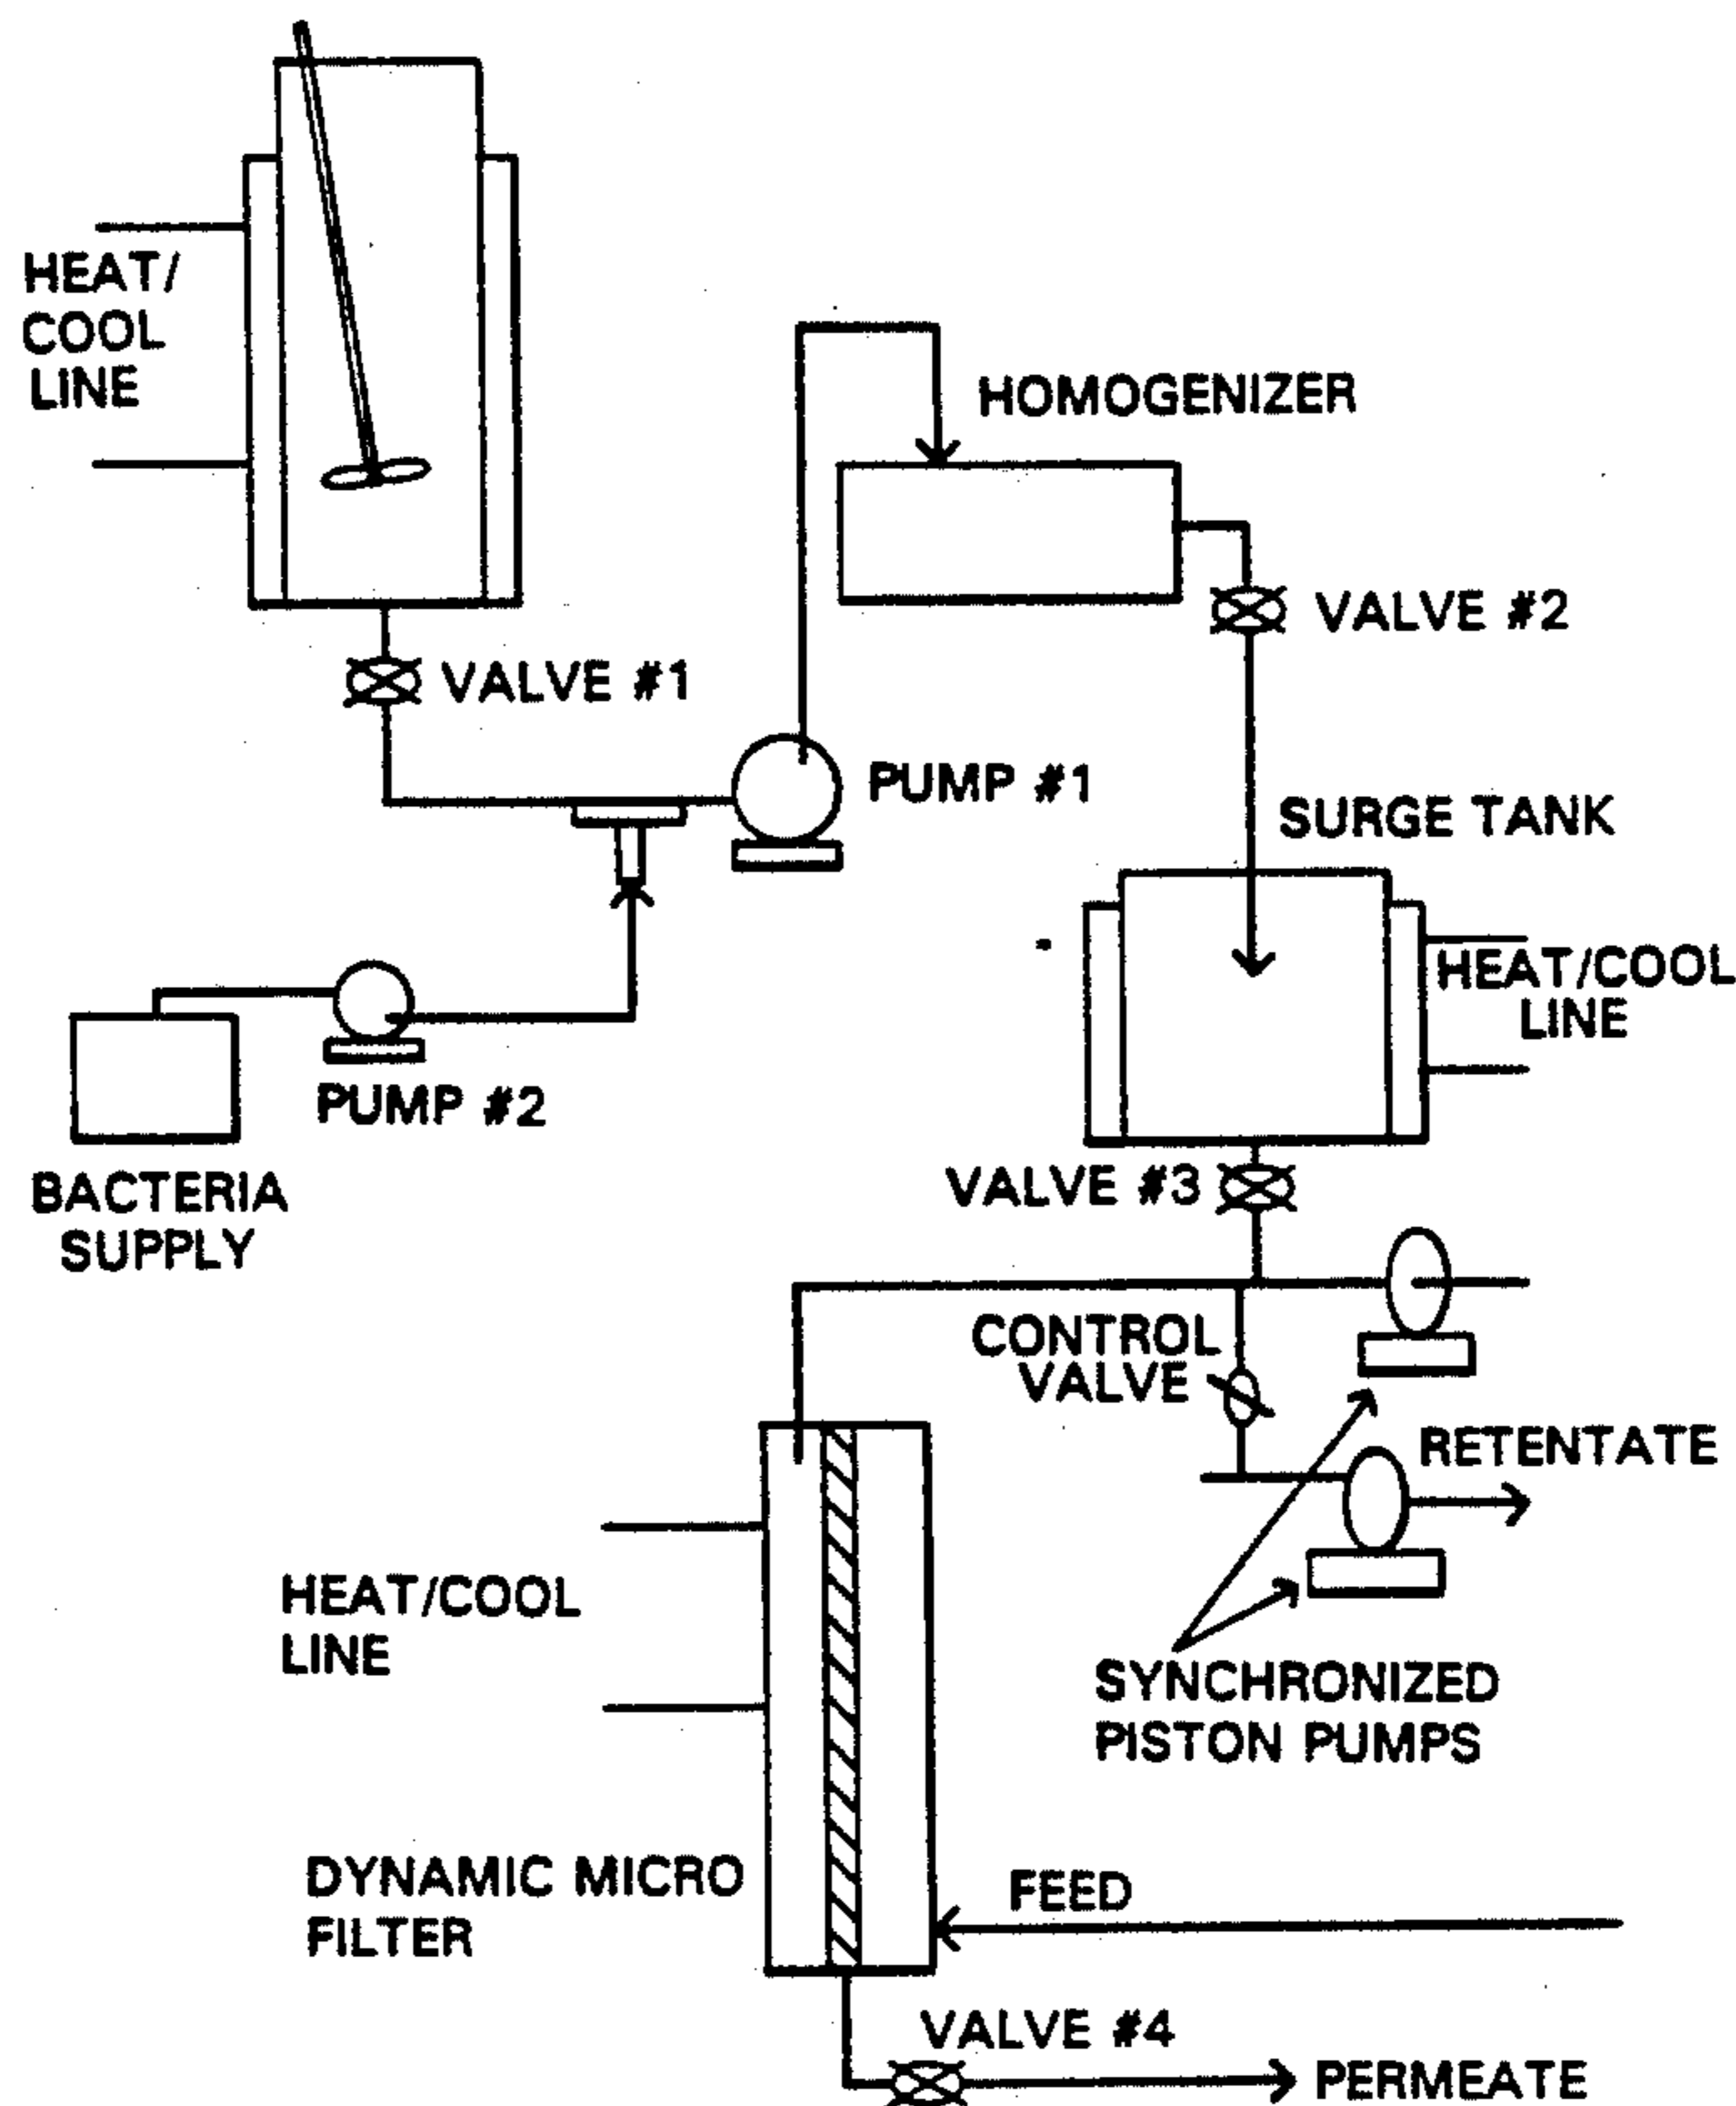 HEAT/
COOL
LINE
HOMOGENIZER
VALVE #2
VALVE #1
PUMP #1
SURGE TANK
HEAT/COOL
LINE
PUMP #2
BACTERIA
SUPPLY
VALVE #3
CONTROL
VALVE
RETENTATE
HEAT/COOL
LINE
SYNCHRONIZED
PISTON PUMPS
DYNAMIC MICRO
FILTER
FEED
VALVE #4
PERMEATE